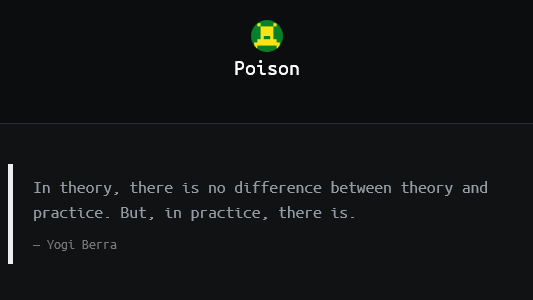 Poison
In theory, there is no difference between theory and
practice. But, in practice, there is.
— Yogi Berra